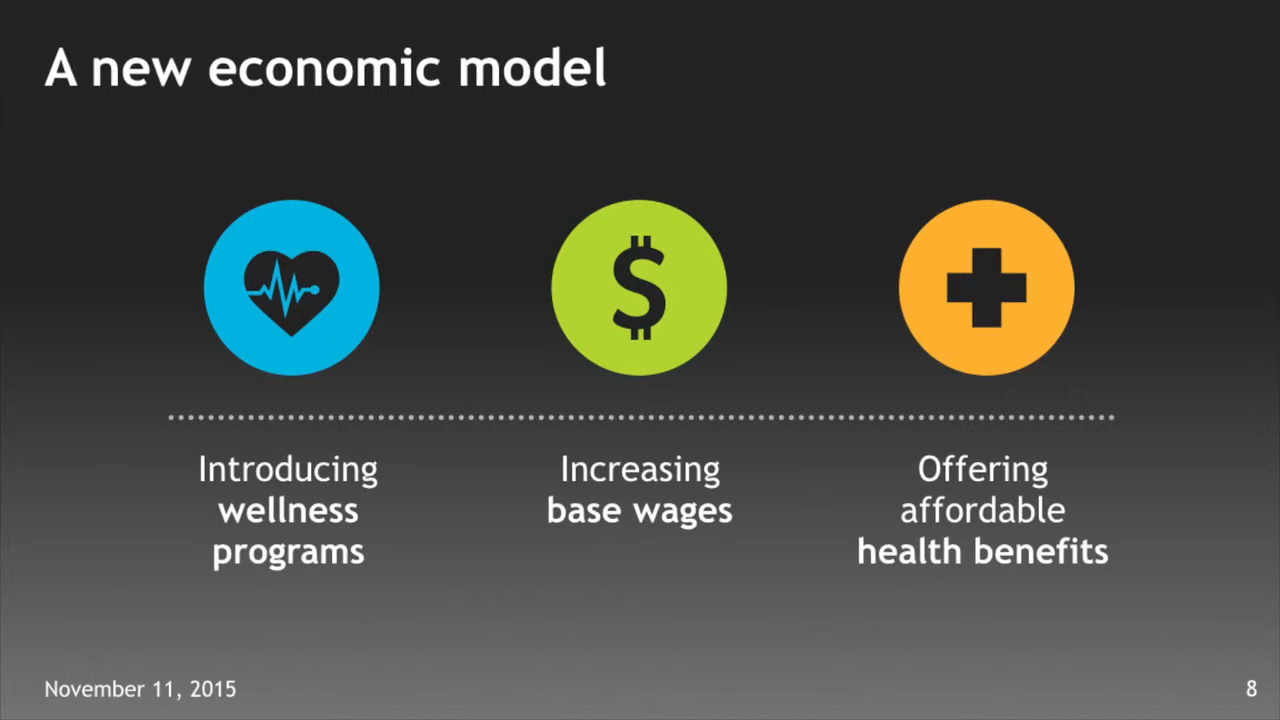 A new economic model
Introducing
wellness
programs
Increasing
base wages
Offering
affordable
health benefits
November 11, 2015
8